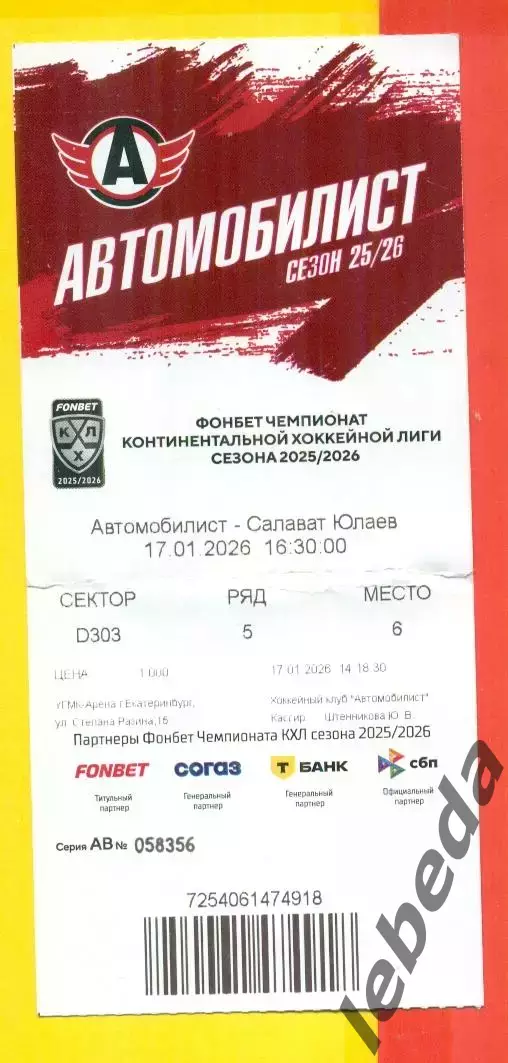 А
АВТОМОБИЛИСТ
СЕЗОН 25/26
FONBET
КХЛ
2025/2026
ФОНБЕТ ЧЕМПИОНАТ
КОНТИНЕНТАЛЬНОЙ ХОККЕЙНОЙ ЛИГИ
СЕЗОНА 2025/2026
Автомобилист - Салават Юлаев
17.01.2026 16:30:00
СЕКТОР РЯД МЕСТО
D303 5 6
ЦЕНА 1 000 17 01 2026 14 18:30
УГМК-Арена г.Екатеринбург, Хоккейный клуб "Автомобилист"
ул. Степана Разина,1б Кассир Штенникова Ю. В.
Партнеры Фонбет Чемпионата КХЛ сезона 2025/2026
FONBET СОГАЗ Т БАНК сбп
Титульный партнер Генеральный партнер Генеральный партнер Официальный партнер
Серия АВ № 058356
7254061474918
lebeda